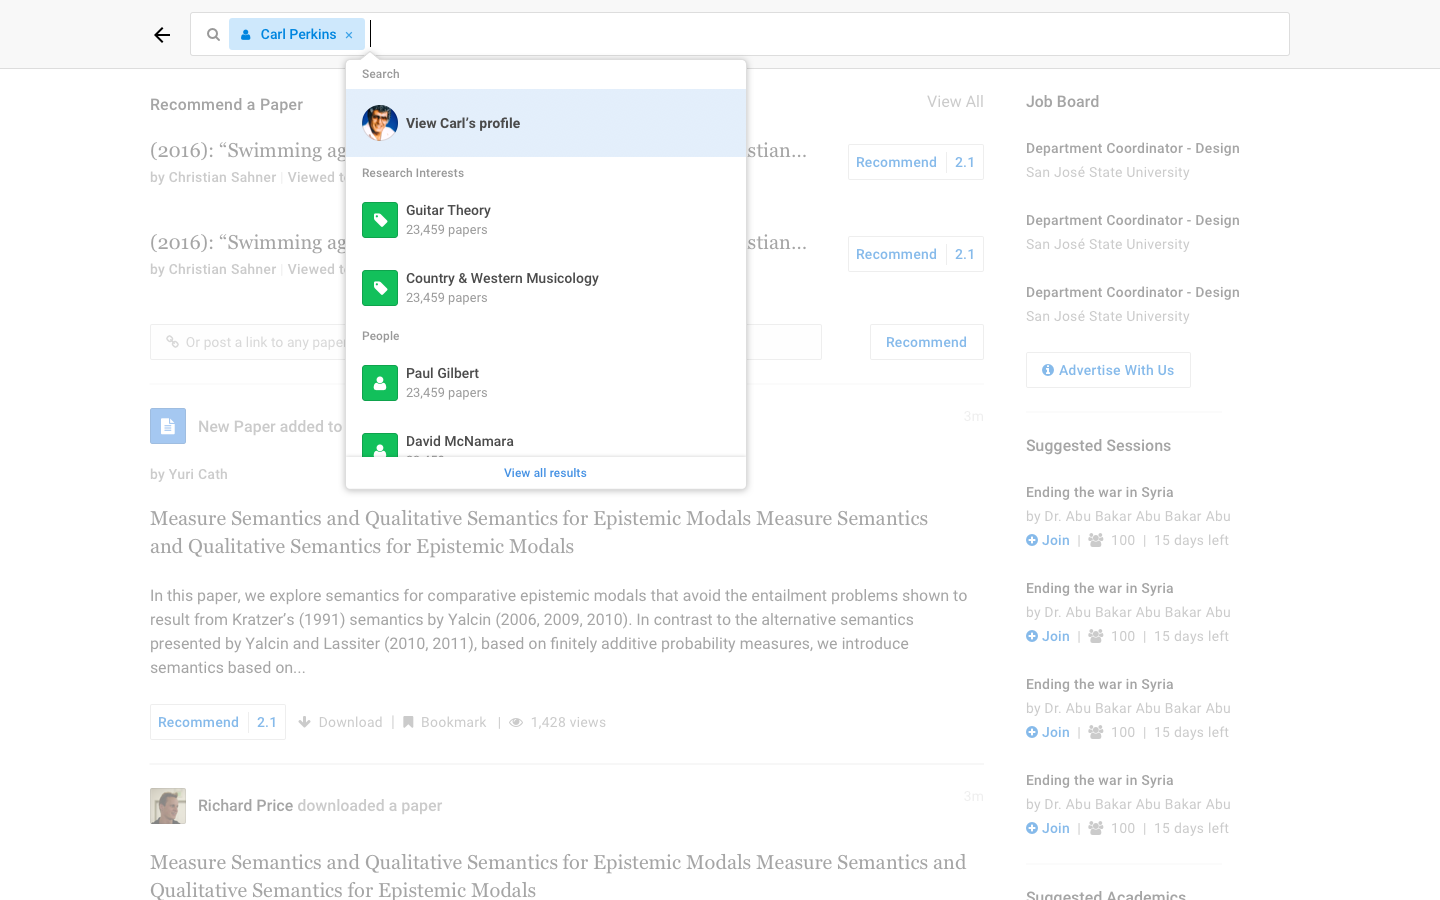 Carl Perkins ×
Search
View Carl's profile
Research Interests
Guitar Theory
23,459 papers
Country & Western Musicology
23,459 papers
People
Paul Gilbert
23,459 papers
David McNamara
View all results
Recommend a Paper
View All
(2016): “Swimming ag
stian...
by Christian Sahner | Viewed
Recommend | 2.1
(2016): “Swimming ag
stian...
by Christian Sahner | Viewed
Recommend | 2.1
Or post a link to any paper
Recommend
New Paper added to
3m
by Yuri Cath
Measure Semantics and Qualitative Semantics for Epistemic Modals Measure Semantics
and Qualitative Semantics for Epistemic Modals
In this paper, we explore semantics for comparative epistemic modals that avoid the entailment problems shown to
result from Kratzer's (1991) semantics by Yalcin (2006, 2009, 2010). In contrast to the alternative semantics
presented by Yalcin and Lassiter (2010, 2011), based on finitely additive probability measures, we introduce
semantics based on...
Recommend | 2.1 Download | Bookmark | 1,428 views
Richard Price downloaded a paper
3m
Measure Semantics and Qualitative Semantics for Epistemic Modals Measure Semantics and
Qualitative Semantics for Epistemic Modals
Job Board
Department Coordinator - Design
San José State University
Department Coordinator - Design
San José State University
Department Coordinator - Design
San José State University
Advertise With Us
Suggested Sessions
Ending the war in Syria
by Dr. Abu Bakar Abu Bakar Abu
Join | 100 | 15 days left
Ending the war in Syria
by Dr. Abu Bakar Abu Bakar Abu
Join | 100 | 15 days left
Ending the war in Syria
by Dr. Abu Bakar Abu Bakar Abu
Join | 100 | 15 days left
Ending the war in Syria
by Dr. Abu Bakar Abu Bakar Abu
Join | 100 | 15 days left
Suggested Academics